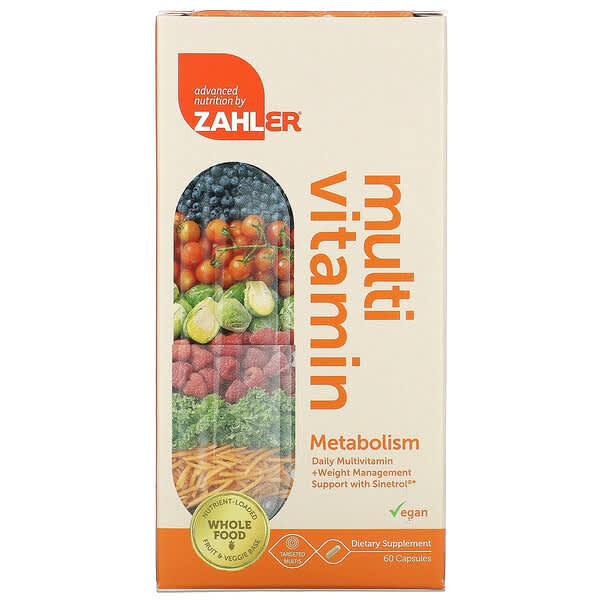 advanced
nutrition by
ZAHLER®
multi
vitamin
Metabolism
Daily Multivitamin
+Weight Management
Support with Sinetrol®*
Vegan
NUTRIENT-LOADED
WHOLE
FOOD
FRUIT & VEGGIE BASE
TARGETED
MULTIS
Dietary Supplement
60 Capsules